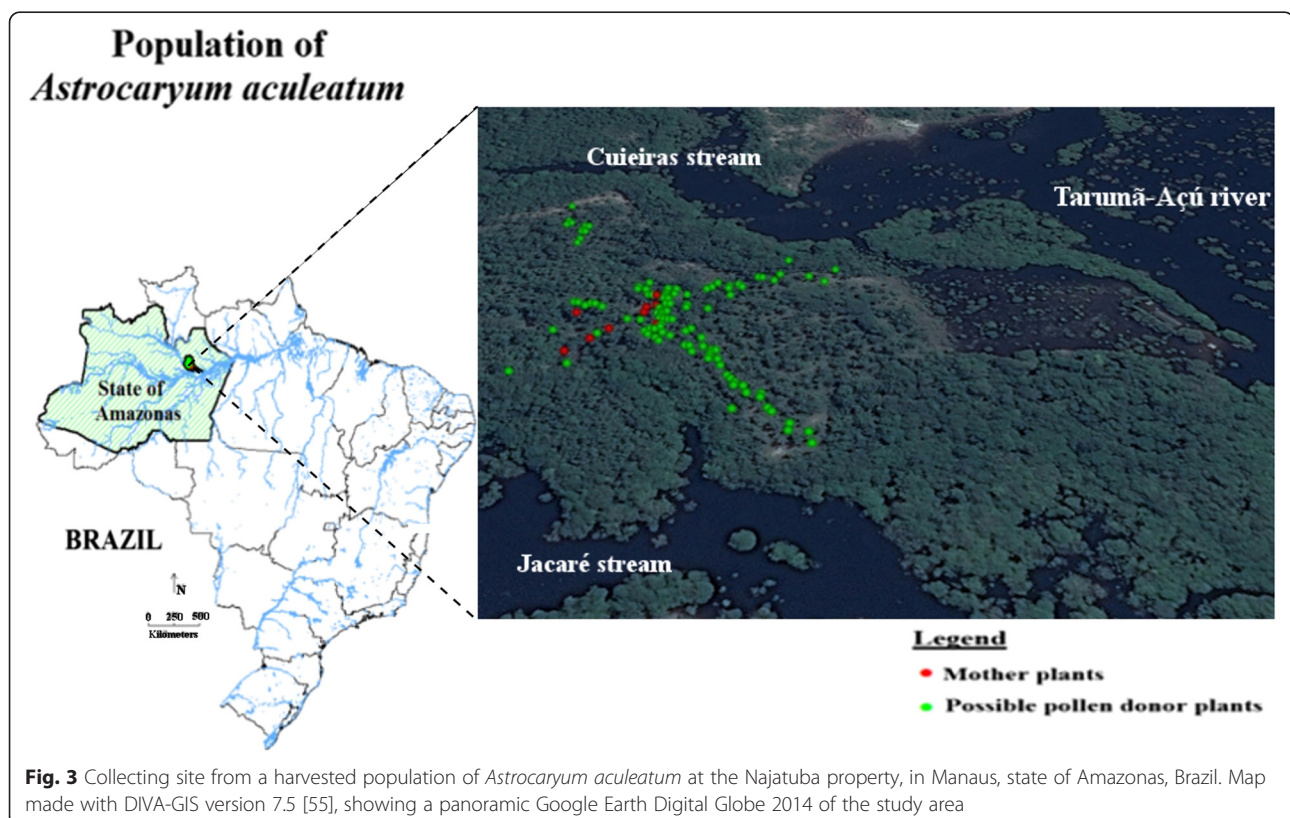 Population of
Astrocaryum aculeatum
Cuieiras stream
Tarumã-Açú river
State of
Amazonas
BRAZIL
N
0 250 500
Kilometers
Jacaré stream
Legend
Mother plants
Possible pollen donor plants
Fig. 3 Collecting site from a harvested population of Astrocaryum aculeatum at the Najatuba property, in Manaus, state of Amazonas, Brazil. Map
made with DIVA-GIS version 7.5 [55], showing a panoramic Google Earth Digital Globe 2014 of the study area